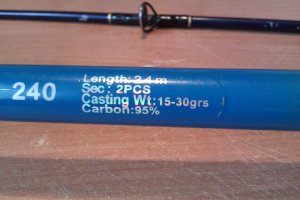 240
Length: 2.4 m
Sec: 2PCS
Casting Wt:15-30grs
Carbon:95%